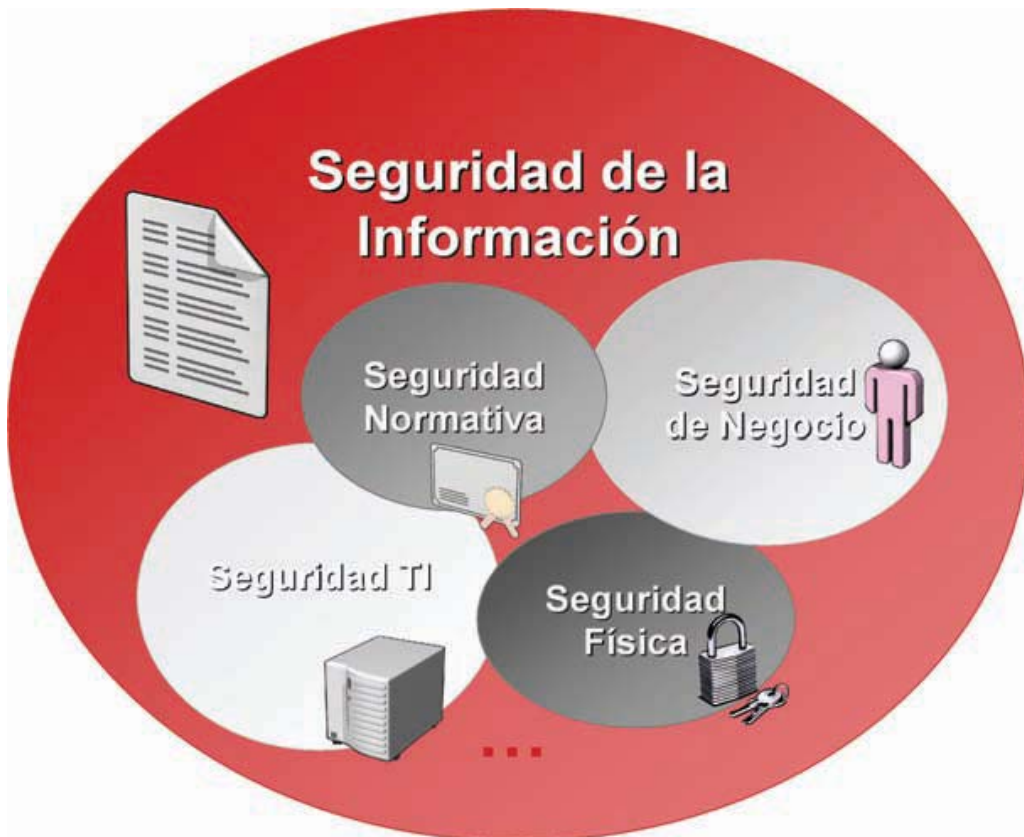 Seguridad de la
Información
Seguridad
Normativa
Seguridad
de Negocio
Seguridad TI
Seguridad
Física
...